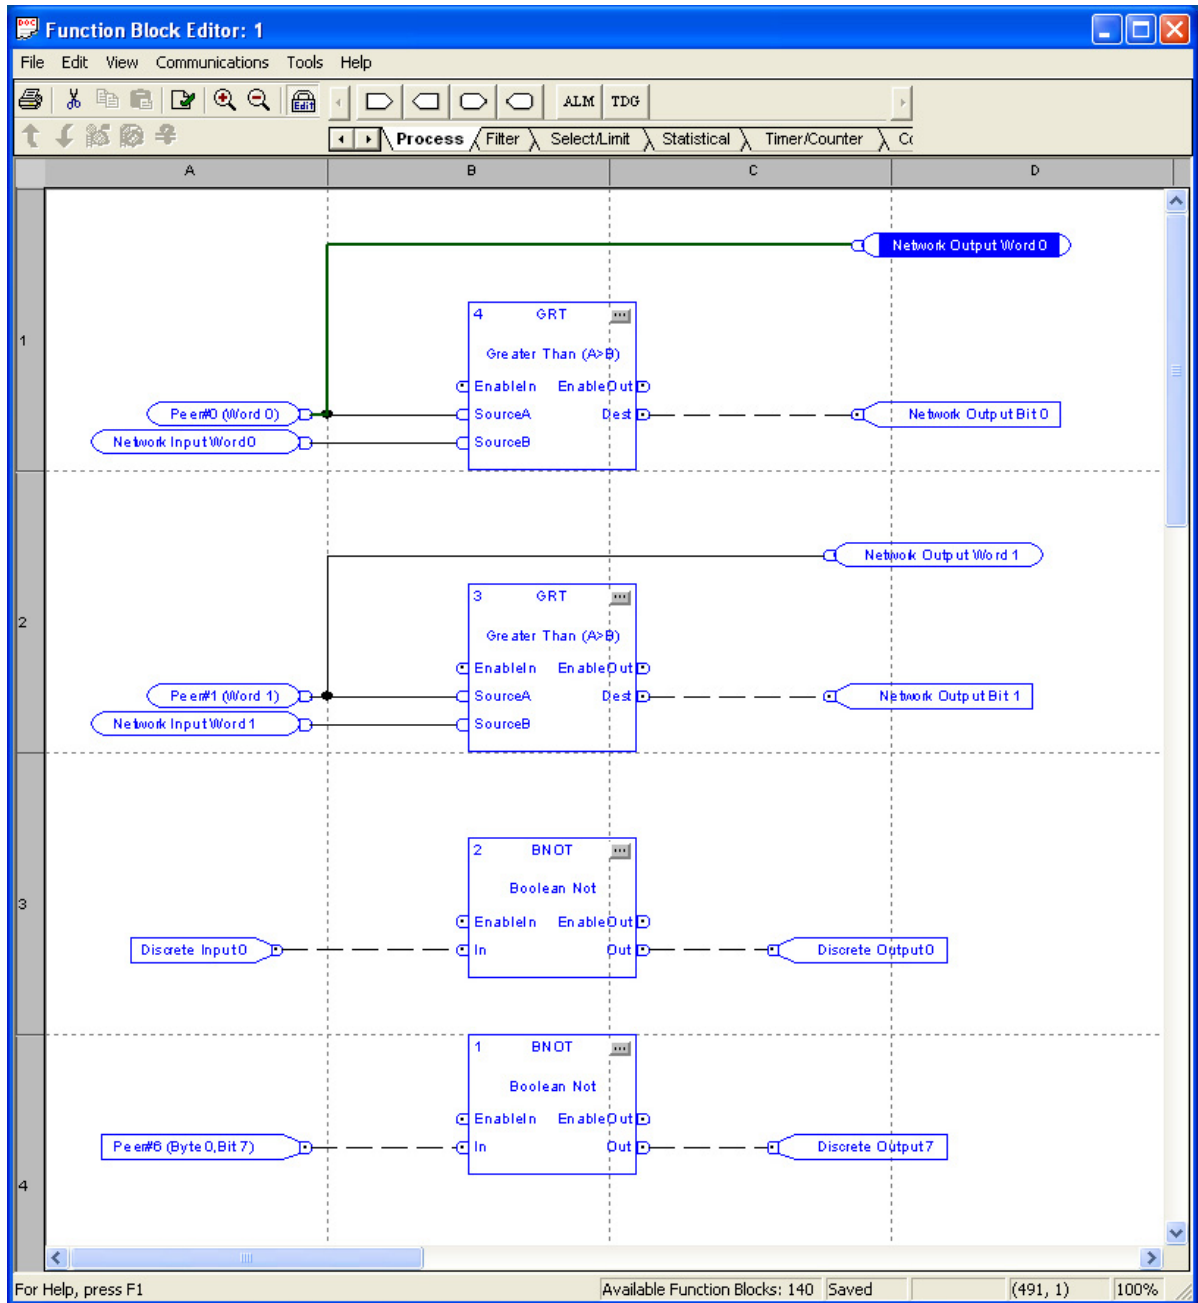 Function Block Editor: 1
File Edit View Communications Tools Help
Edit ALM TDG
Process Filter Select/Limit Statistical Timer/Counter
A B C D
1
Network Output Word 0
4 GRT
Greater Than (A>B)
EnableIn EnableOut
Peer#0 (Word 0) SourceA Dest Network Output Bit 0
Network Input Word 0 SourceB
2
Network Output Word 1
3 GRT
Greater Than (A>B)
EnableIn EnableOut
Peer#1 (Word 1) SourceA Dest Network Output Bit 1
Network Input Word 1 SourceB
3
2 BNOT
Boolean Not
EnableIn EnableOut
Discrete Input 0 In Out Discrete Output 0
4
1 BNOT
Boolean Not
EnableIn EnableOut
Peer#6 (Byte 0,Bit 7) In Out Discrete Output 7
For Help, press F1 Available Function Blocks: 140 Saved (491, 1) 100%